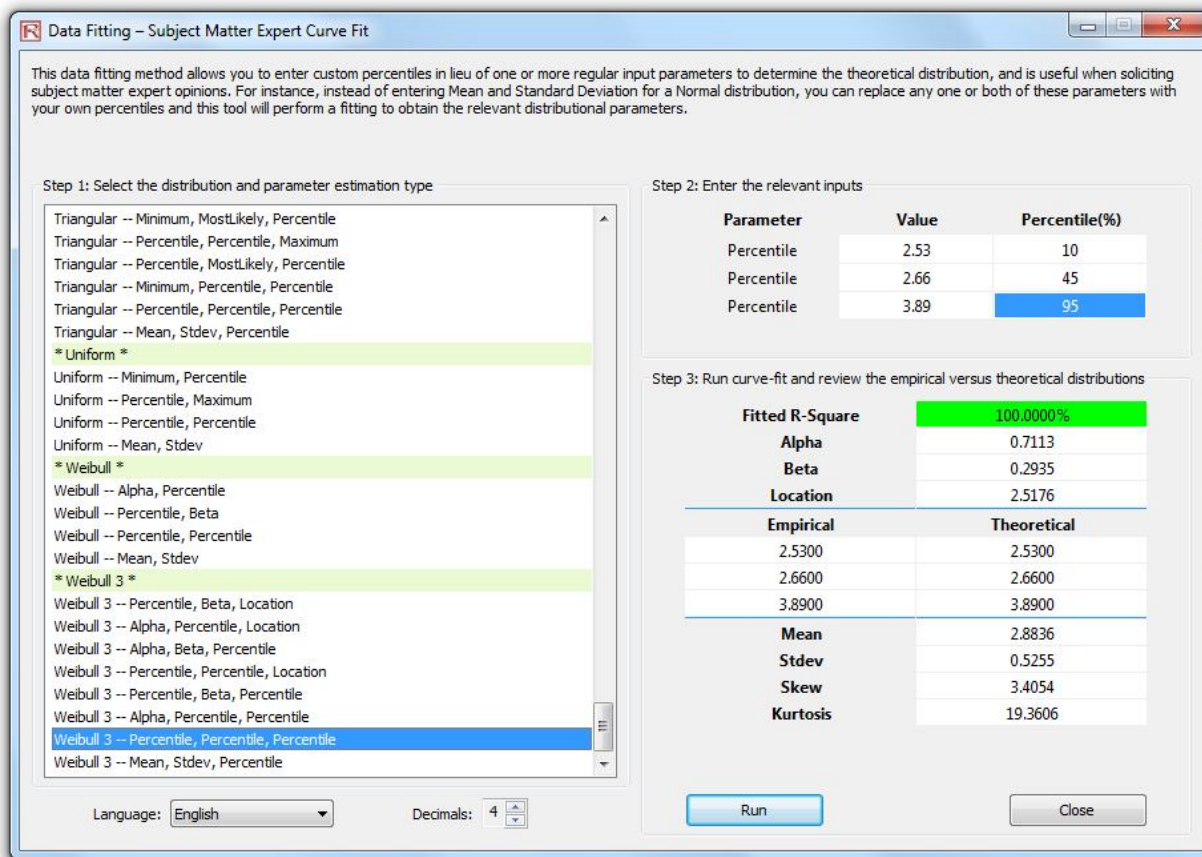 Data Fitting – Subject Matter Expert Curve Fit
This data fitting method allows you to enter custom percentiles in lieu of one or more regular input parameters to determine the theoretical distribution, and is useful when soliciting
subject matter expert opinions. For instance, instead of entering Mean and Standard Deviation for a Normal distribution, you can replace any one or both of these parameters with
your own percentiles and this tool will perform a fitting to obtain the relevant distributional parameters.
Step 1: Select the distribution and parameter estimation type
Triangular -- Minimum, MostLikely, Percentile
Triangular -- Percentile, Percentile, Maximum
Triangular -- Percentile, MostLikely, Percentile
Triangular -- Minimum, Percentile, Percentile
Triangular -- Percentile, Percentile, Percentile
Triangular -- Mean, Stdev, Percentile
* Uniform *
Uniform -- Minimum, Percentile
Uniform -- Percentile, Maximum
Uniform -- Percentile, Percentile
Uniform -- Mean, Stdev
* Weibull *
Weibull -- Alpha, Percentile
Weibull -- Percentile, Beta
Weibull -- Percentile, Percentile
Weibull -- Mean, Stdev
* Weibull 3 *
Weibull 3 -- Percentile, Beta, Location
Weibull 3 -- Alpha, Percentile, Location
Weibull 3 -- Alpha, Beta, Percentile
Weibull 3 -- Percentile, Percentile, Location
Weibull 3 -- Percentile, Beta, Percentile
Weibull 3 -- Alpha, Percentile, Percentile
Weibull 3 -- Percentile, Percentile, Percentile
Weibull 3 -- Mean, Stdev, Percentile
Language: English Decimals: 4
Step 2: Enter the relevant inputs
Parameter Value Percentile(%)
Percentile 2.53 10
Percentile 2.66 45
Percentile 3.89 95
Step 3: Run curve-fit and review the empirical versus theoretical distributions
Fitted R-Square 100.0000%
Alpha 0.7113
Beta 0.2935
Location 2.5176
Empirical Theoretical
2.5300 2.5300
2.6600 2.6600
3.8900 3.8900
Mean 2.8836
Stdev 0.5255
Skew 3.4054
Kurtosis 19.3606
Run Close